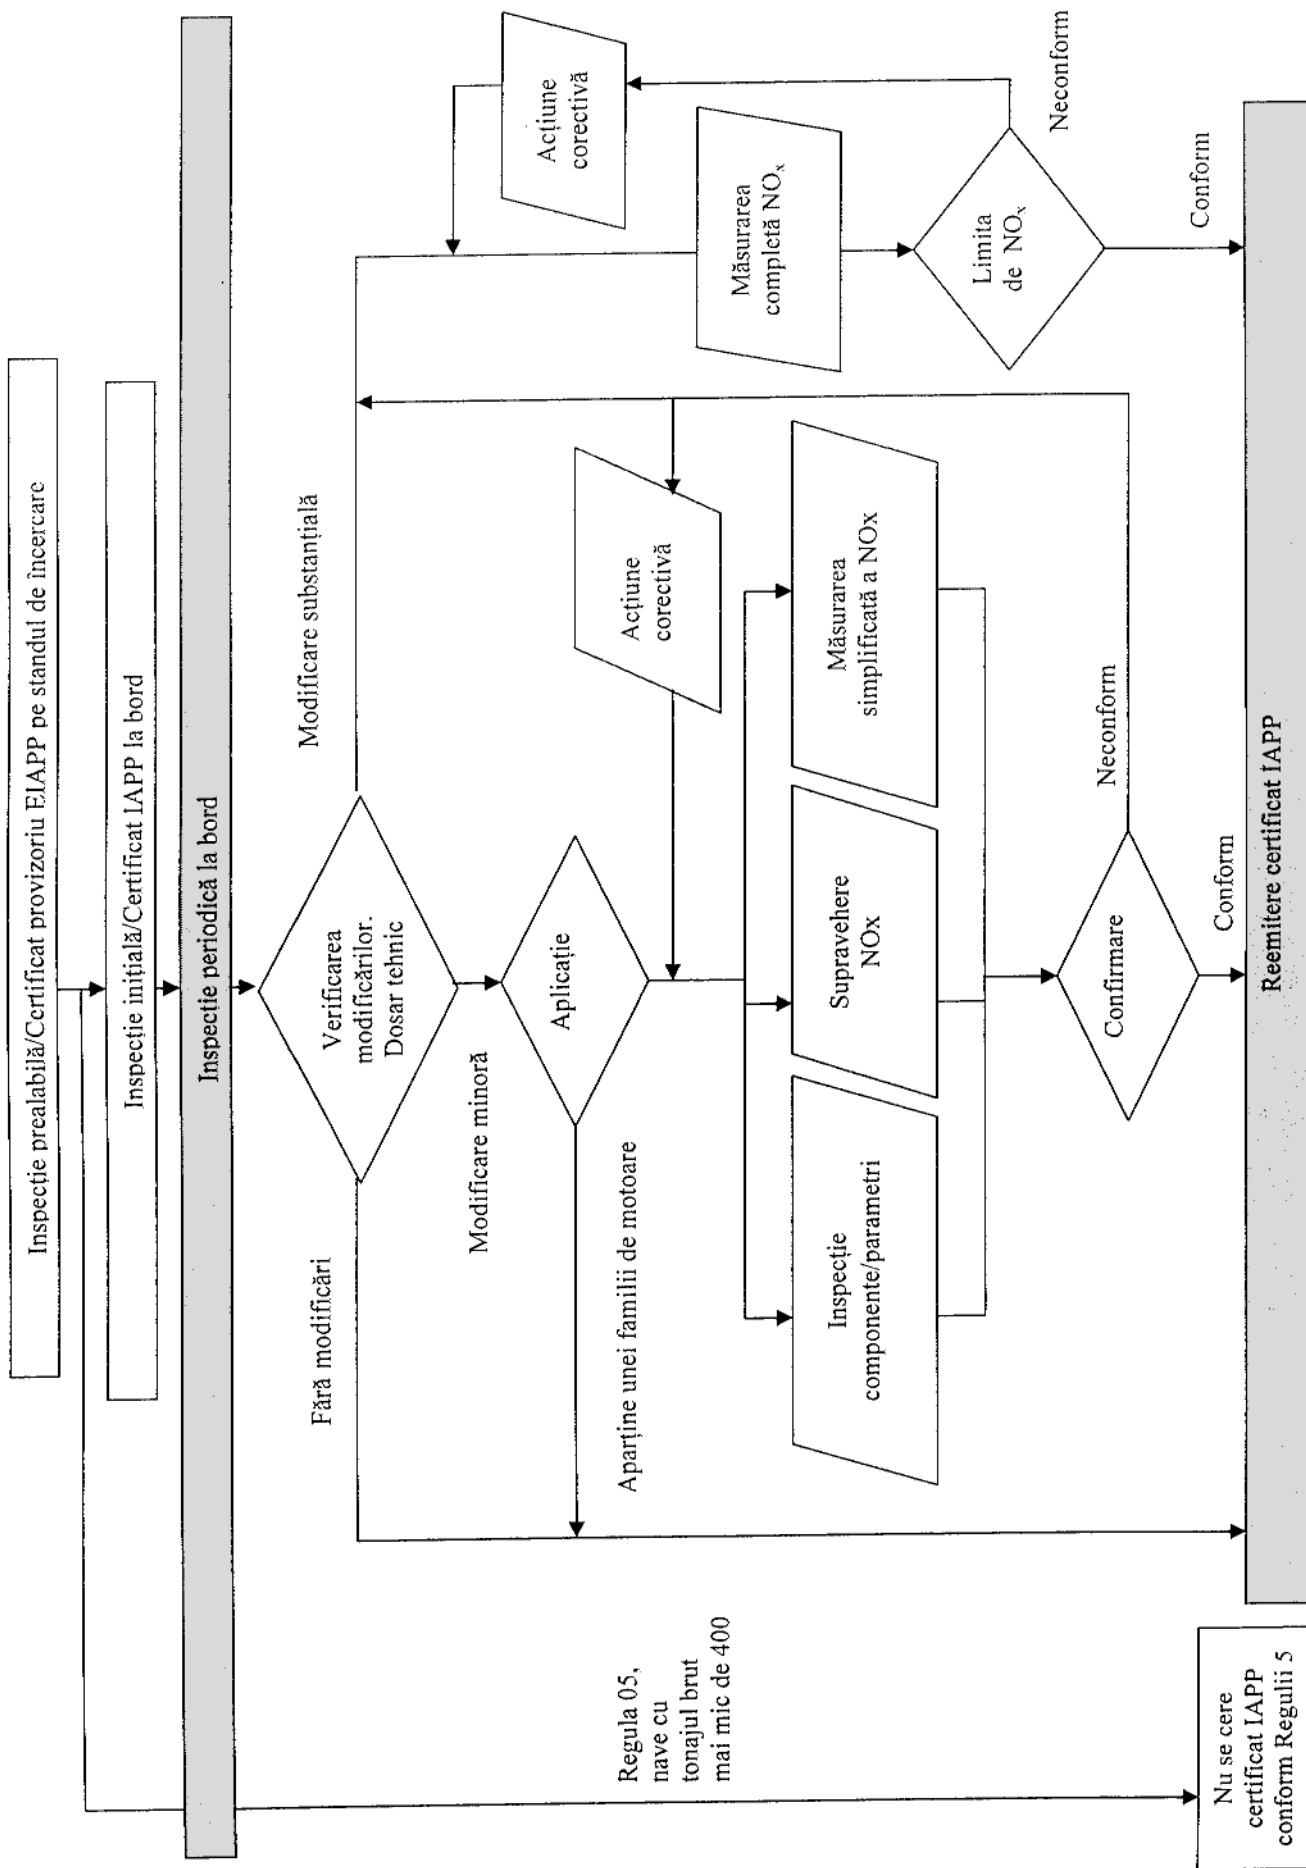 Inspecție prealabilă/Certificat provizoriu EIAPP pe standul de încercare
Inspecție inițială/Certificat IAPP la bord
Inspecție periodică la bord
Fără modificări
Verificarea
modificărilor.
Dosar tehnic
Modificare substanțială
Modificare minoră
Aplicație
Acțiune
corectivă
Acțiune
corectivă
Aparține unei familii de motoare
Regula 05,
nave cu
tonajul brut
mai mic de 400
Inspecție
componente/parametri
Supravehere
NOx
Măsurarea
simplificată a NOx
Măsurarea
completă NOₓ
Limita
de NOₓ
Neconform
Conform
Confirmare
Neconform
Conform
Nu se cere
certificat IAPP
conform Regulii 5
Reemitere certificat IAPP